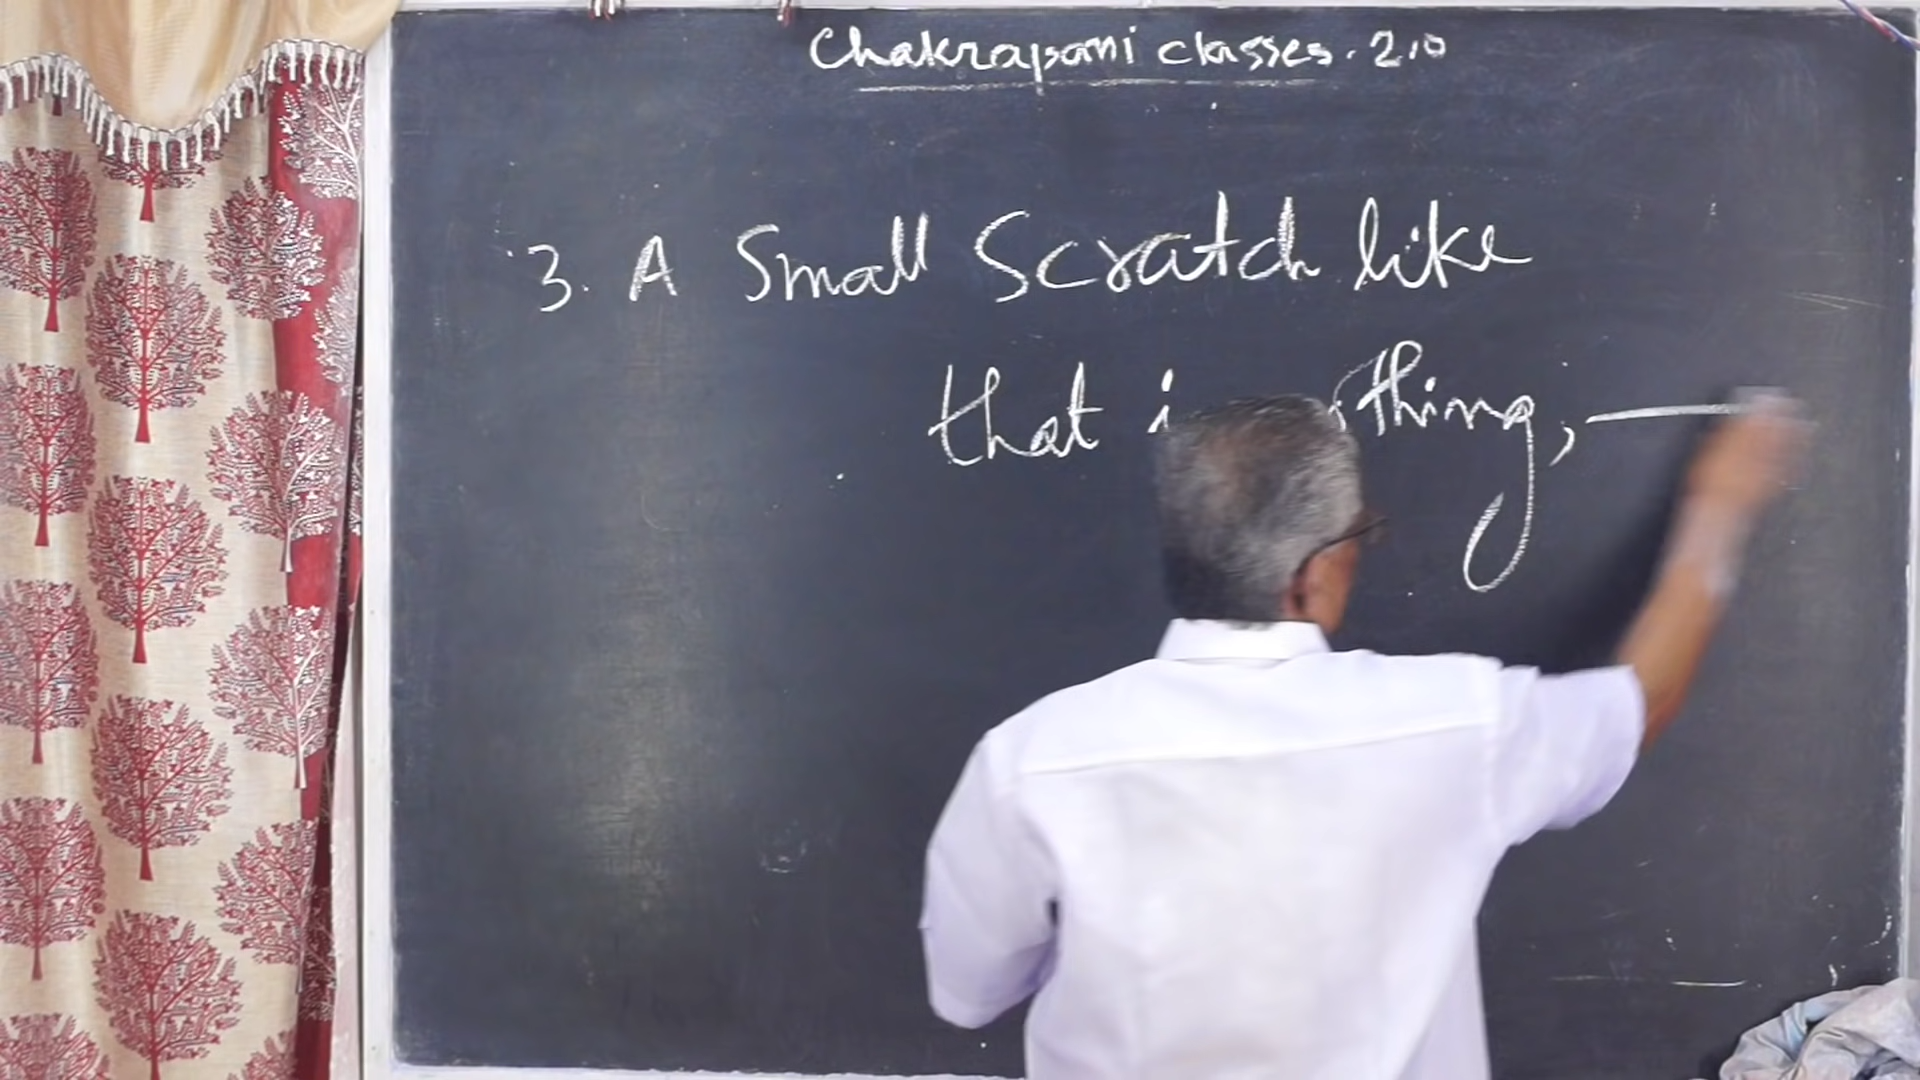 Chakrapani classes. 2.0
3. A Small Scratch like
that thing,